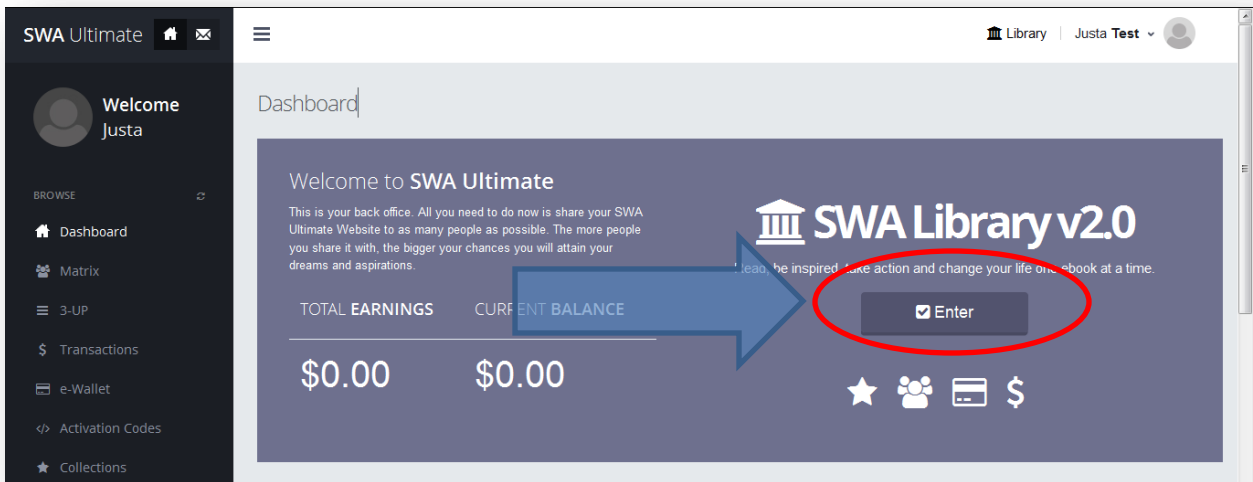 SWA Ultimate
Library
Justa Test
Welcome
Justa
Dashboard
BROWSE
Dashboard
Matrix
3-UP
$ Transactions
e-Wallet
</> Activation Codes
Collections
Welcome to SWA Ultimate
This is your back office. All you need to do now is share your SWA
Ultimate Website to as many people as possible. The more people
you share it with, the bigger your chances you will attain your
dreams and aspirations.
TOTAL EARNINGS
CURRENT BALANCE
$0.00
$0.00
SWA Library v2.0
Read, be inspired, take action and change your life one ebook at a time.
Enter
$